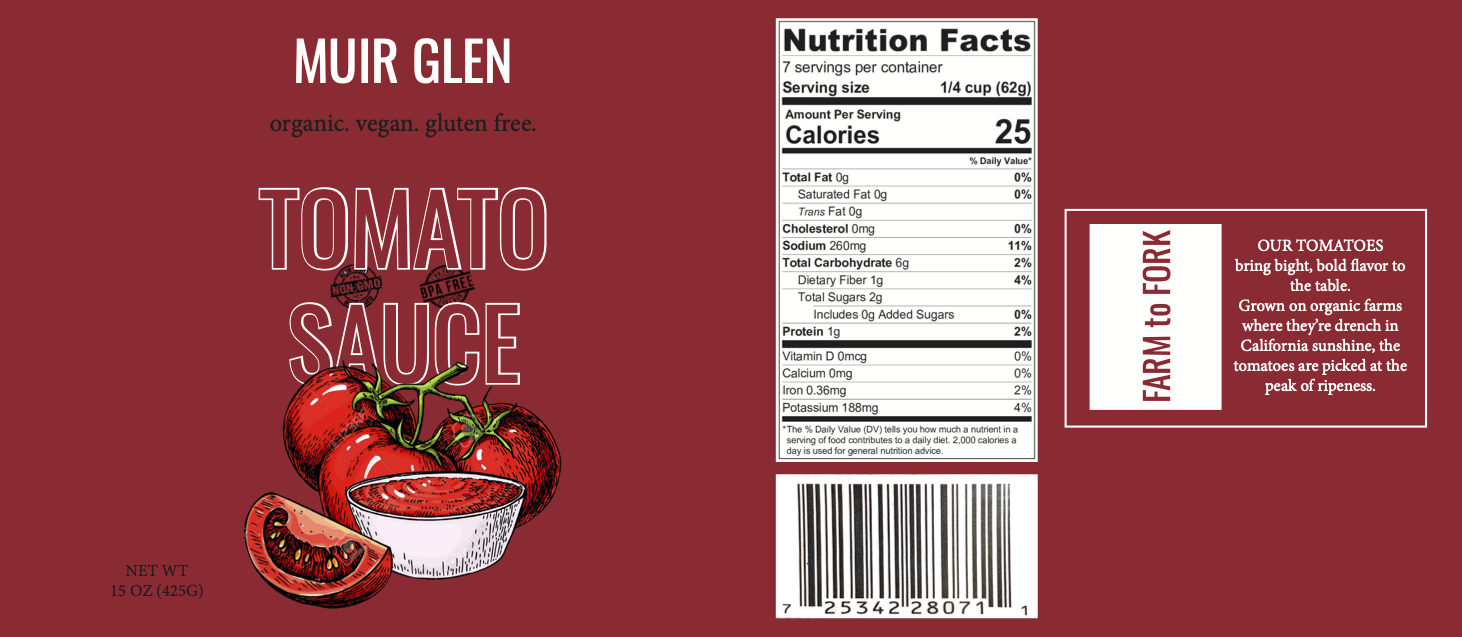 MUIR GLEN
organic. vegan. gluten free.
TOMATO
NON-GMO
BPA FREE
SAUCE
NET WT
15 OZ (425G)
Nutrition Facts
7 servings per container
Serving size 1/4 cup (62g)
Amount Per Serving
Calories 25
% Daily Value*
Total Fat 0g 0%
Saturated Fat 0g 0%
Trans Fat 0g
Cholesterol 0mg 0%
Sodium 260mg 11%
Total Carbohydrate 6g 2%
Dietary Fiber 1g 4%
Total Sugars 2g
Includes 0g Added Sugars 0%
Protein 1g 2%
Vitamin D 0mcg 0%
Calcium 0mg 0%
Iron 0.36mg 2%
Potassium 188mg 4%
*The % Daily Value (DV) tells you how much a nutrient in a
serving of food contributes to a daily diet. 2,000 calories a
day is used for general nutrition advice.
7 25342 28071 1
FARM to FORK
OUR TOMATOES
bring bight, bold flavor to
the table.
Grown on organic farms
where they're drench in
California sunshine, the
tomatoes are picked at the
peak of ripeness.